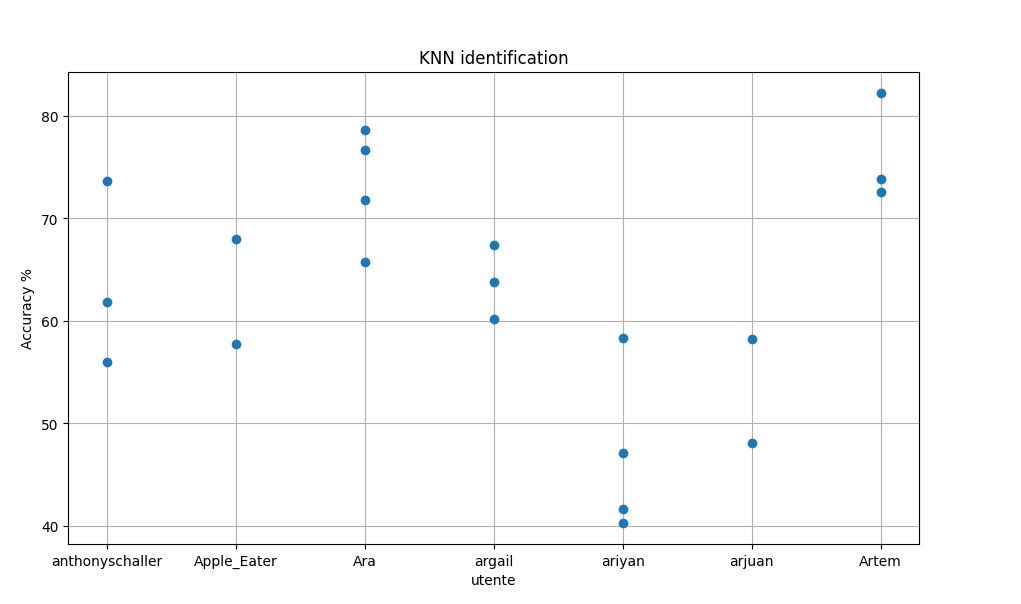 KNN identification
80
70
60
50
40
Accuracy %
anthonyschaller Apple_Eater Ara argail ariyan arjuan Artem
utente